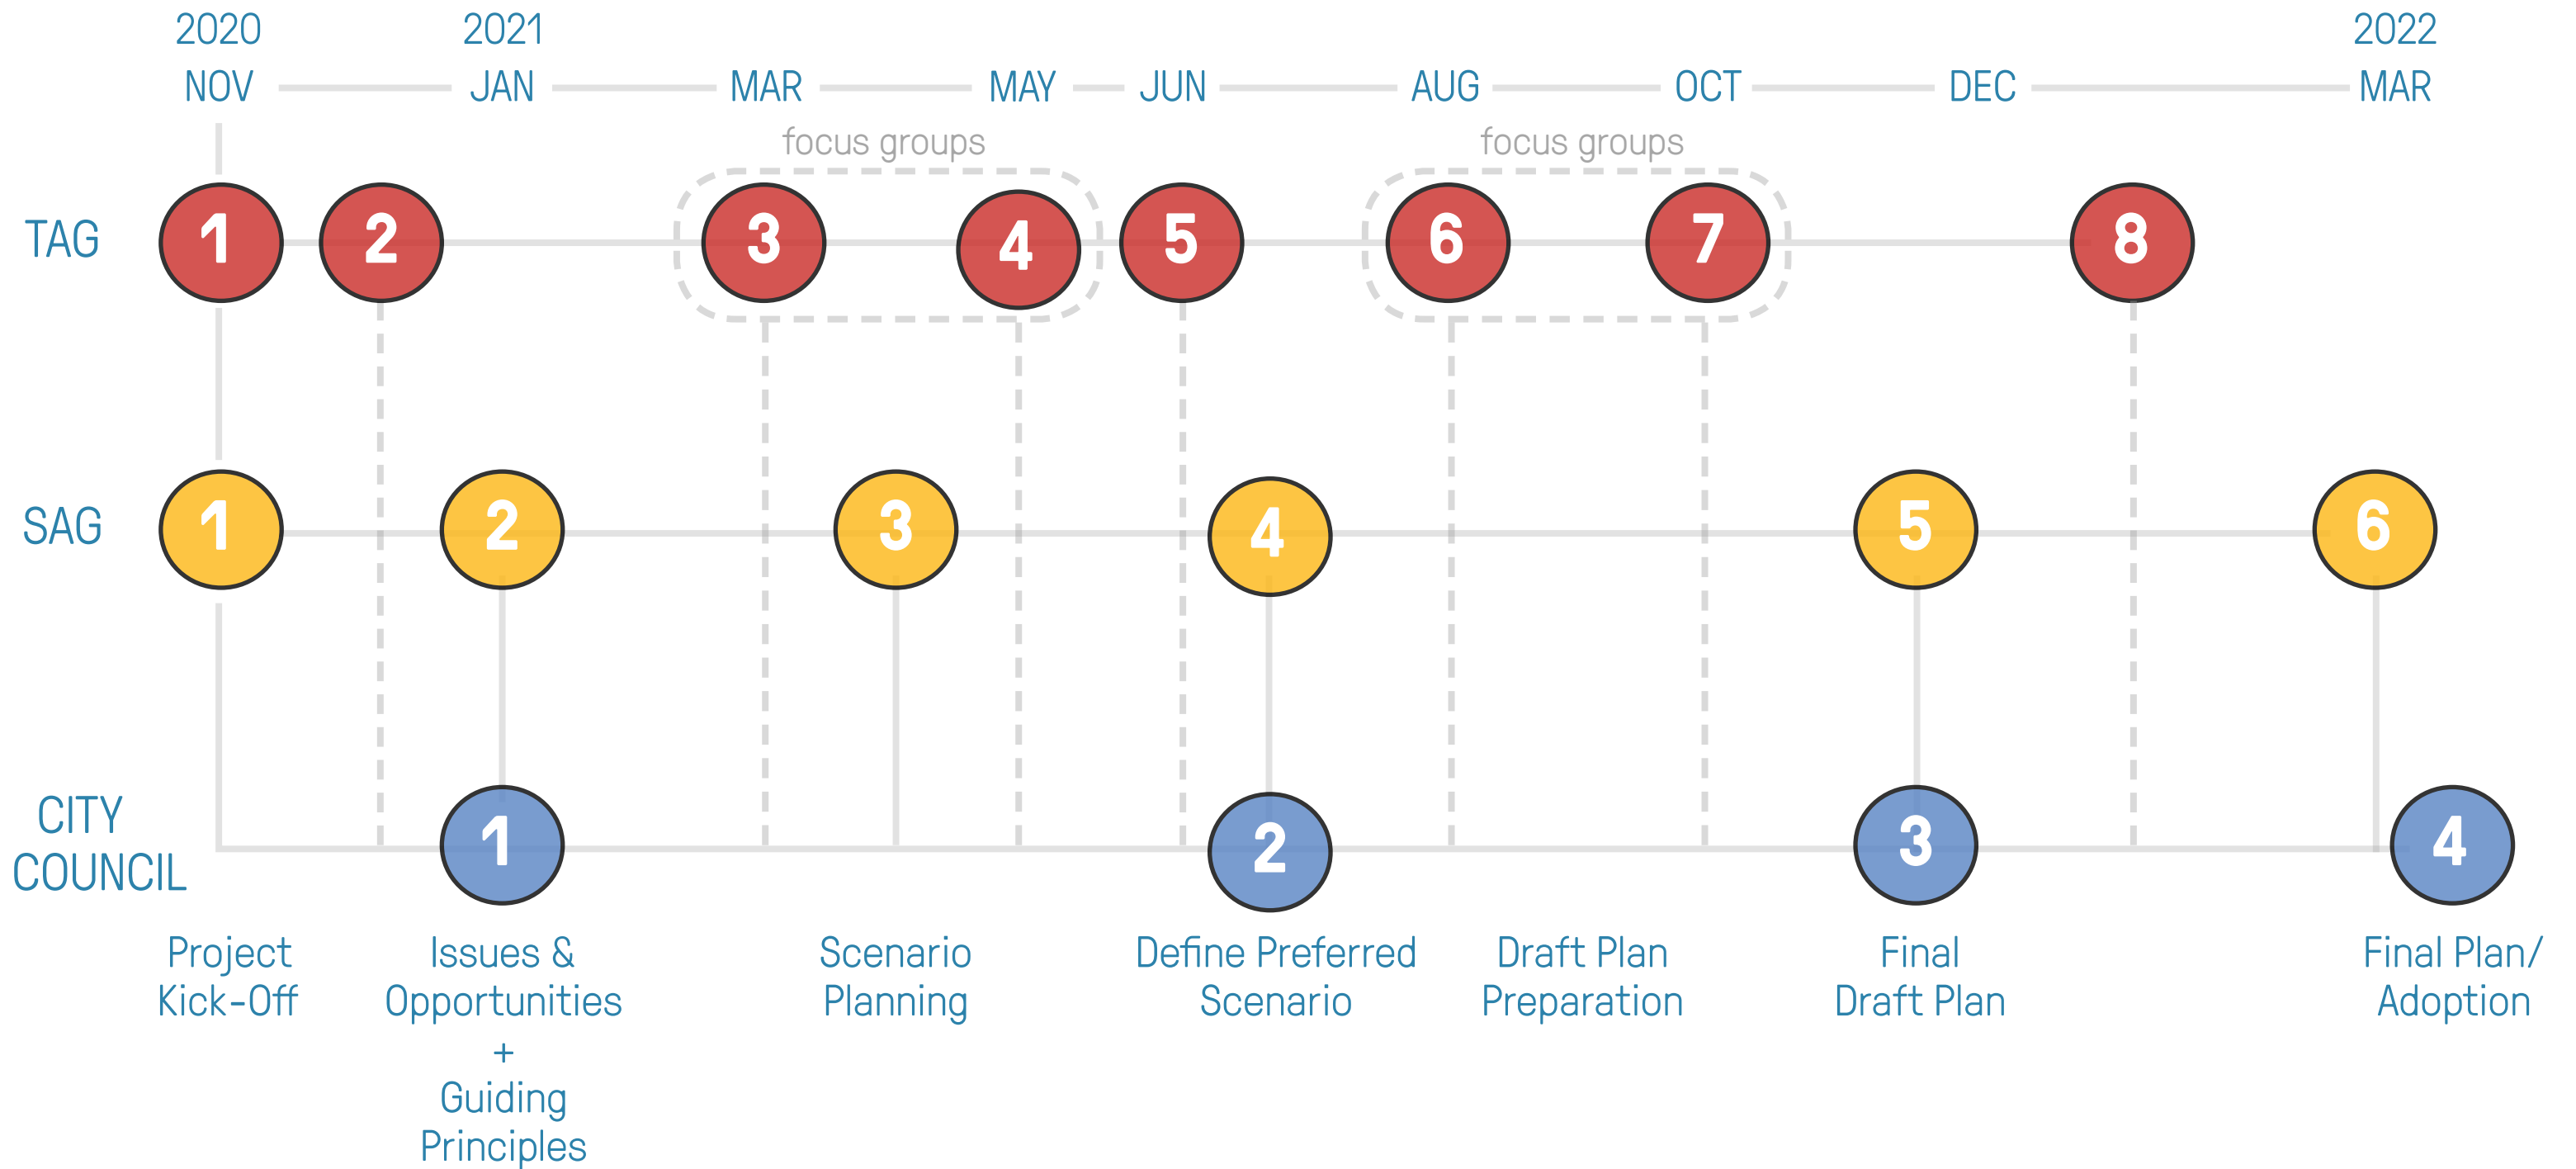 2020 2021 2022
NOV JAN MAR MAY JUN AUG OCT DEC MAR
focus groups focus groups
TAG 1 2 3 4 5 6 7 8
SAG 1 2 3 4 5 6
CITY
COUNCIL
1 2 3 4
Project
Kick-Off
Issues &
Opportunities
+
Guiding
Principles
Scenario
Planning
Define Preferred
Scenario
Draft Plan
Preparation
Final
Draft Plan
Final Plan/
Adoption